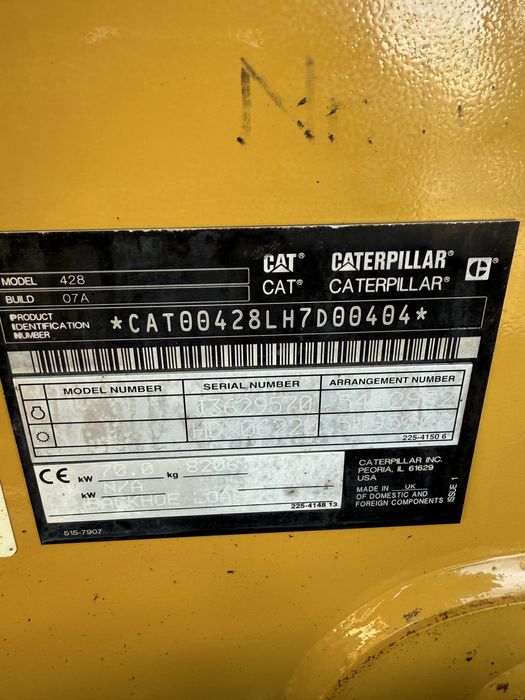 CAT® CATERPILLAR®
CAT® CATERPILLAR®
MODEL 428
BUILD 07A
PRODUCT IDENTIFICATION NUMBER *CAT00428LH7D00404*
MODEL NUMBER SERIAL NUMBER ARRANGEMENT NUMBER
T3629570
225-4150 6
CE kW 70.0 kg 8206
kW N/A
BACKHOE
225-4148 13
CATERPILLAR INC.
PEORIA, IL 61629
USA
MADE IN UK
OF DOMESTIC AND
FOREIGN COMPONENTS
ISSUE 1
515-7907